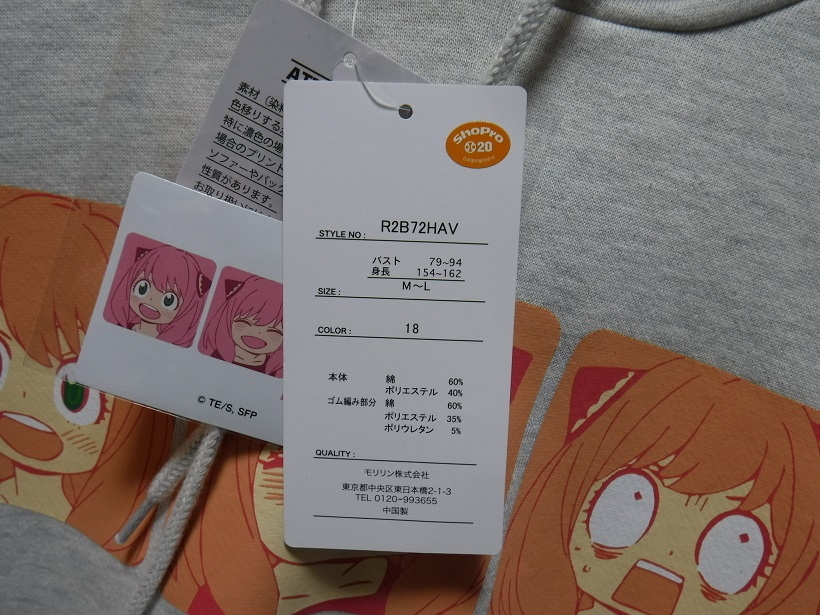 素材
色移りする
特に濃色の場
場合のプリント
ソファーやバッグ
性質があります。
お取り扱い
© TE/S, SFP
ShoPro
20
STYLE NO : R2B72HAV
バスト 79~94
身長 154~162
SIZE : M～L
COLOR : 18
本体 綿 60%
ポリエステル 40%
ゴム編み部分 綿 60%
ポリエステル 35%
ポリウレタン 5%
QUALITY :
モリリン株式会社
東京都中央区東日本橋2-1-3
TEL 0120-993655
中国製